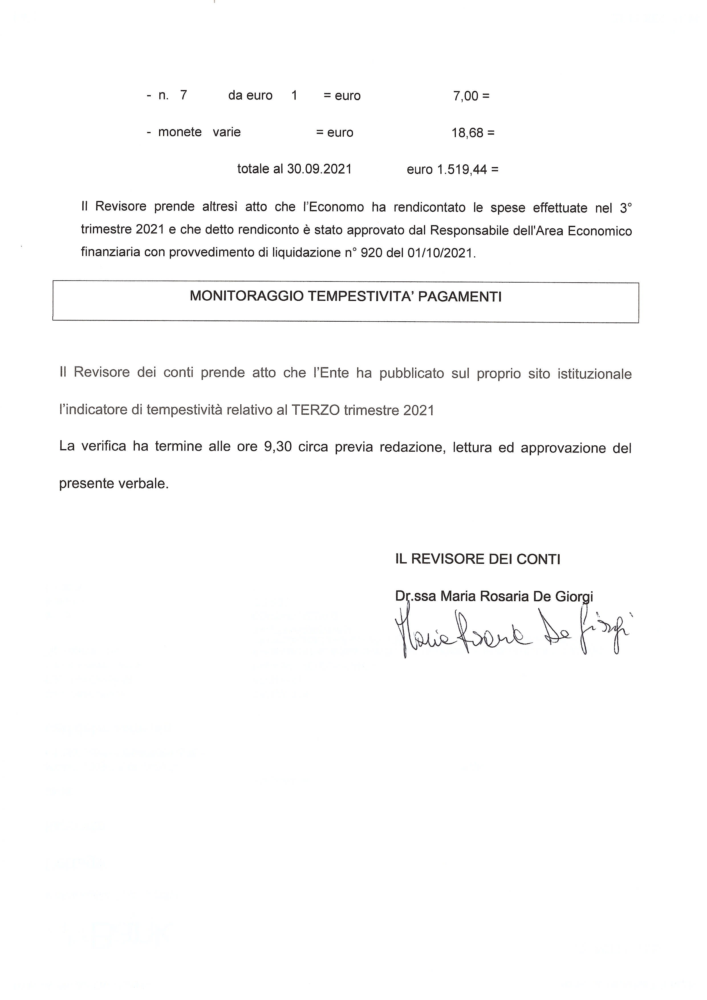 - n. 7 da euro 1 = euro 7,00 =
- monete varie = euro 18,68 =
totale al 30.09.2021 euro 1.519,44 =
Il Revisore prende altresì atto che l'Economo ha rendicontato le spese effettuate nel 3°
trimestre 2021 e che detto rendiconto è stato approvato dal Responsabile dell'Area Economico
finanziaria con provvedimento di liquidazione n° 920 del 01/10/2021.
MONITORAGGIO TEMPESTIVITA' PAGAMENTI
Il Revisore dei conti prende atto che l'Ente ha pubblicato sul proprio sito istituzionale
l'indicatore di tempestività relativo al TERZO trimestre 2021
La verifica ha termine alle ore 9,30 circa previa redazione, lettura ed approvazione del
presente verbale.
IL REVISORE DEI CONTI
Dr.ssa Maria Rosaria De Giorgi
Maria Rosaria De Giorgi